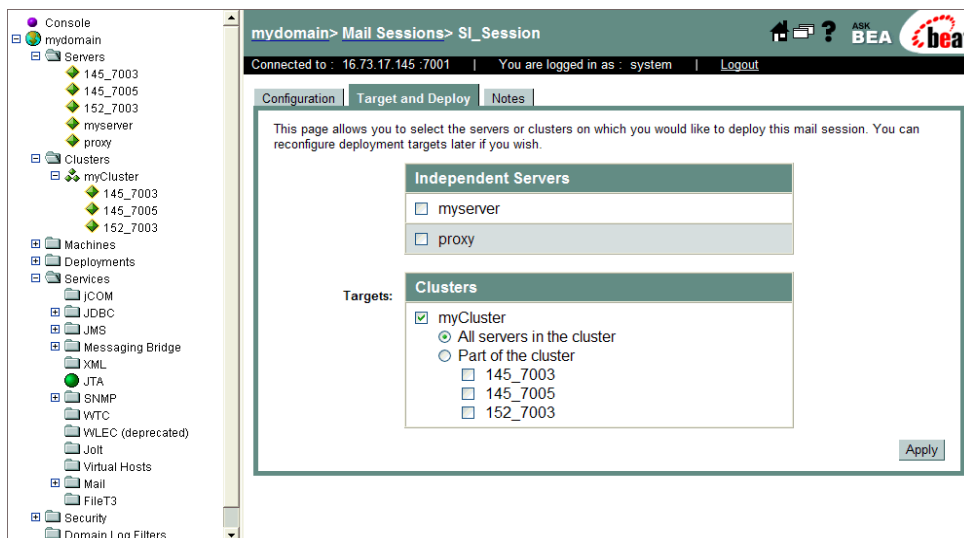 Console
mydomain
Servers
145_7003
145_7005
152_7003
myserver
proxy
Clusters
myCluster
145_7003
145_7005
152_7003
Machines
Deployments
Services
jCOM
JDBC
JMS
Messaging Bridge
XML
JTA
SNMP
WTC
WLEC (deprecated)
Jolt
Virtual Hosts
Mail
FileT3
Security
Domain Log Filters
mydomain> Mail Sessions> SI_Session
? ASK BEA bea
Connected to : 16.73.17.145 :7001 | You are logged in as : system | Logout
Configuration Target and Deploy Notes
This page allows you to select the servers or clusters on which you would like to deploy this mail session. You can
reconfigure deployment targets later if you wish.
Independent Servers
myserver
proxy
Targets:
Clusters
myCluster
All servers in the cluster
Part of the cluster
145_7003
145_7005
152_7003
Apply